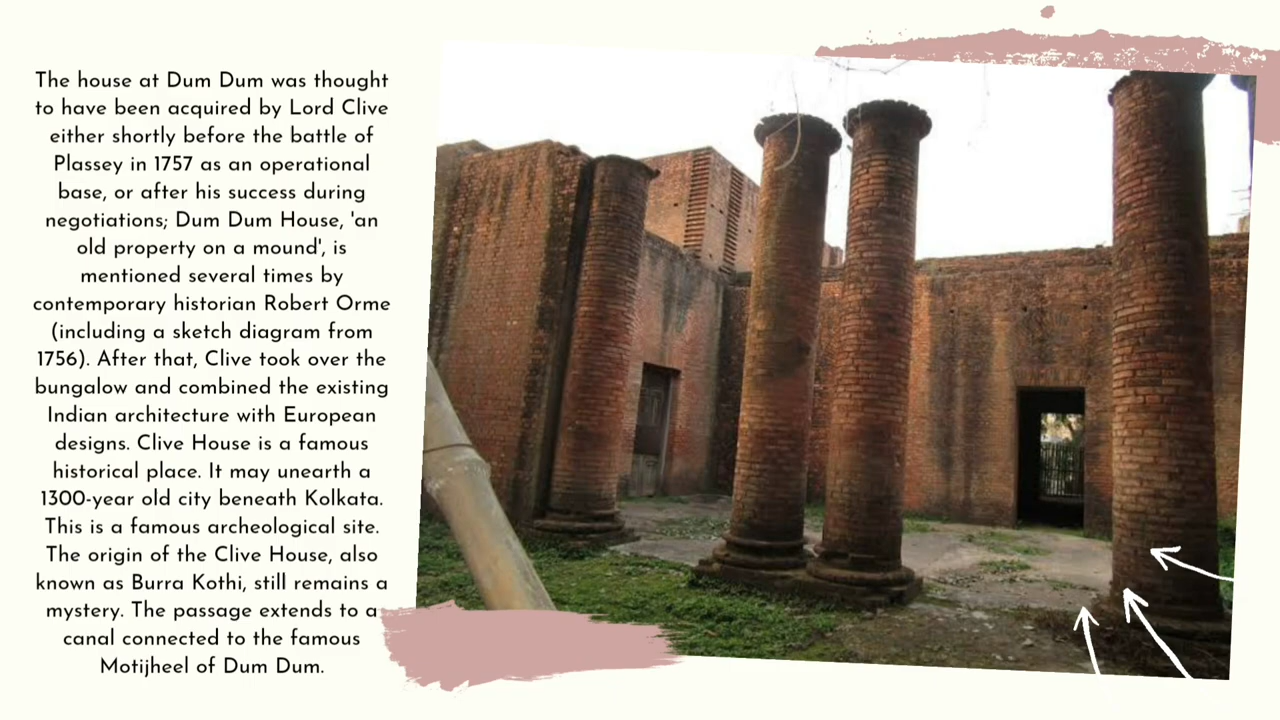 The house at Dum Dum was thought
to have been acquired by Lord Clive
either shortly before the battle of
Plassey in 1757 as an operational
base, or after his success during
negotiations; Dum Dum House, 'an
old property on a mound', is
mentioned several times by
contemporary historian Robert Orme
(including a sketch diagram from
1756). After that, Clive took over the
bungalow and combined the existing
Indian architecture with European
designs. Clive House is a famous
historical place. It may unearth a
1300-year old city beneath Kolkata.
This is a famous archeological site.
The origin of the Clive House, also
known as Burra Kothi, still remains a
mystery. The passage extends to a
canal connected to the famous
Motijheel of Dum Dum.